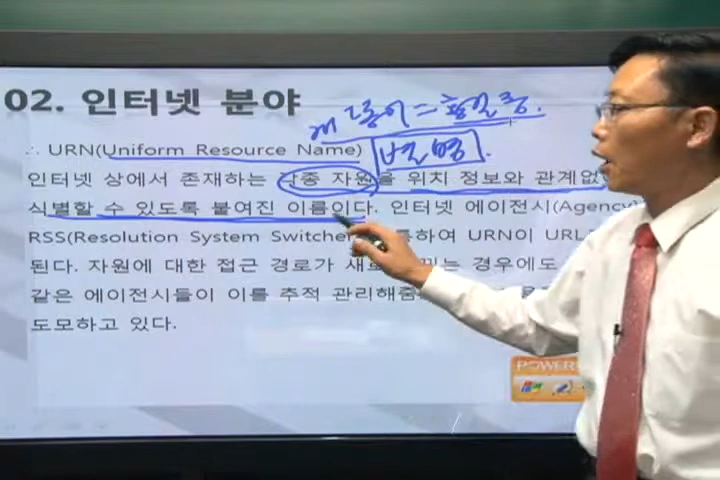 02. 인터넷 분야
별명.
∴ URN(Uniform Resource Name)
인터넷 상에서 존재하는 각종 자원을 위치 정보와 관계없
식별할 수 있도록 붙여진 이름이다. 인터넷 에이전시(Agency)
RSS(Resolution System Switcher 통하여 URN이 URL
된다. 자원에 대한 접근 경로가 새로 는 경우에도
같은 에이전시들이 이를 추적 관리해줌
도모하고 있다.
POWER